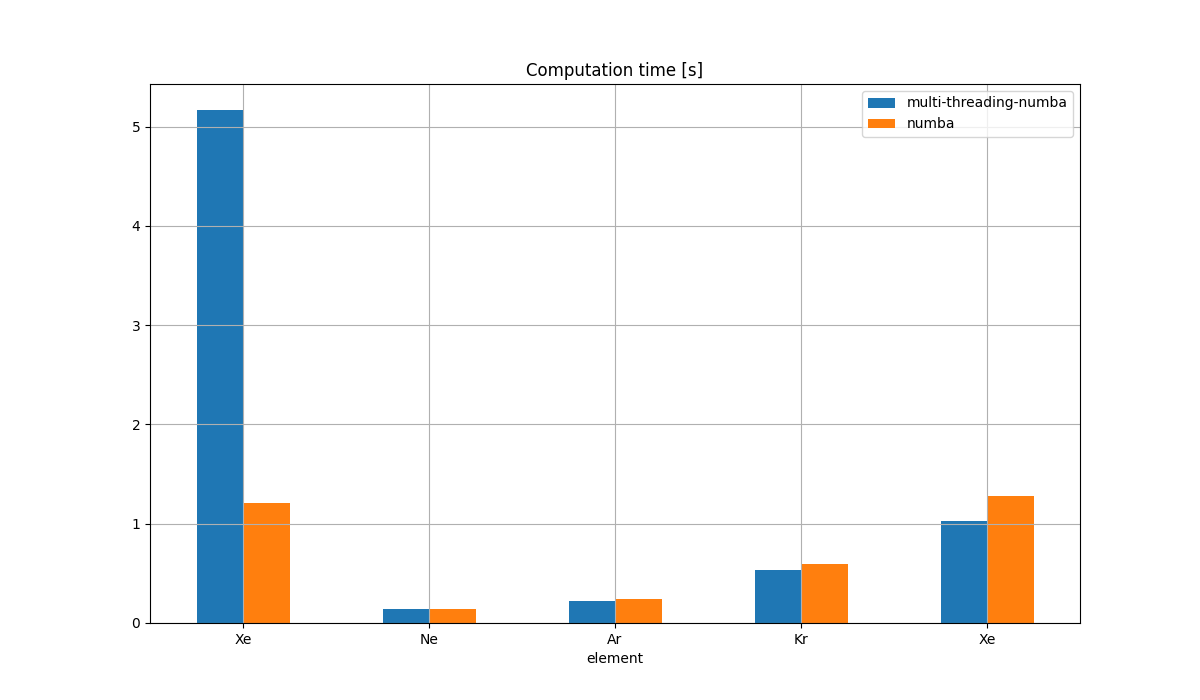 Computation time [s]
multi-threading-numba
numba
5
4
3
2
1
0
Xe Ne Ar Kr Xe
element